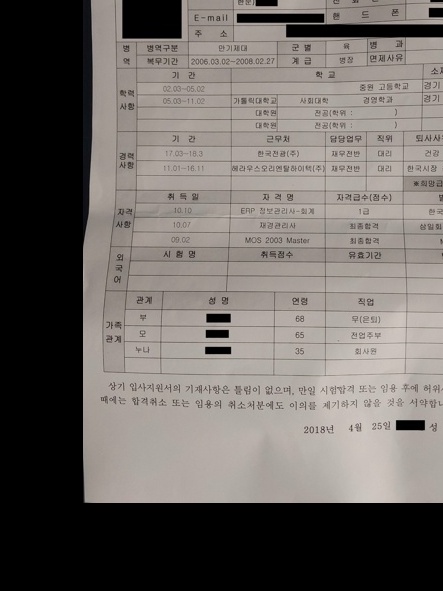 한문)
E-mail
핸 드 폰
주 소
병 병역구분 만기제대 군 별 육 병 과
역 복무기간 2006.03.02~2008.02.27 계 급 병장 면제사유
기 간 학 교 소재
학력 02.03~05.02 중원 고등학교 경기
사항 05.03~11.02 가톨릭대학교 사회대학 경영학과 경기
대학원 전공(학위 : )
대학원 전공(학위 : )
기 간 근무처 담당업무 직위 퇴사사
경력 17.03~18.3 한국전광(주) 재무전반 대리 건강
사항 11.01~16.11 헤라우스오리엔탈하이텍(주) 재무전반 대리 한국시장
※희망급
취 득 일 자 격 명 자격급수(점수)
자격 10.10 ERP 정보관리사-회계 1급 한국
사항 10.07 재경관리사 최종합격 삼일회
09.02 MOS 2003 Master 최종합격
외국어 시 험 명 취득점수 유효기간
관계 성 명 연령 직업
가족 부 68 무(은퇴)
관계 모 65 전업주부
누나 35 회사원
상기 입사지원서의 기재사항은 틀림이 없으며, 만일 시험합격 또는 임용 후에 허위
때에는 합격취소 또는 임용의 취소처분에도 이의를 제기하지 않을 것을 서약합니
2018년 4월 25일 성